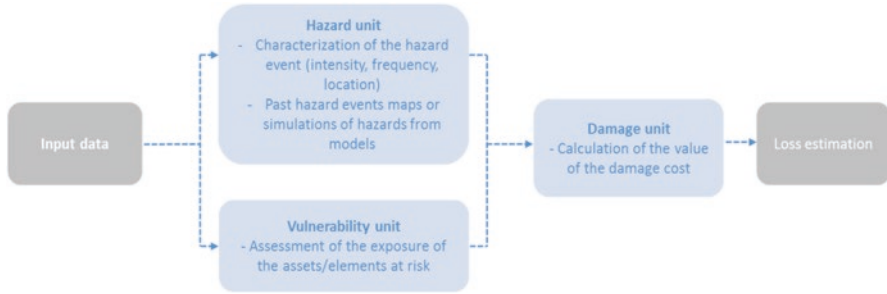 Input data
Hazard unit
- Characterization of the hazard
event (intensity, frequency,
location)
- Past hazard events maps or
simulations of hazards from
models
Vulnerability unit
- Assessment of the exposure of
the assets/elements at risk
Damage unit
- Calculation of the value
of the damage cost
Loss estimation